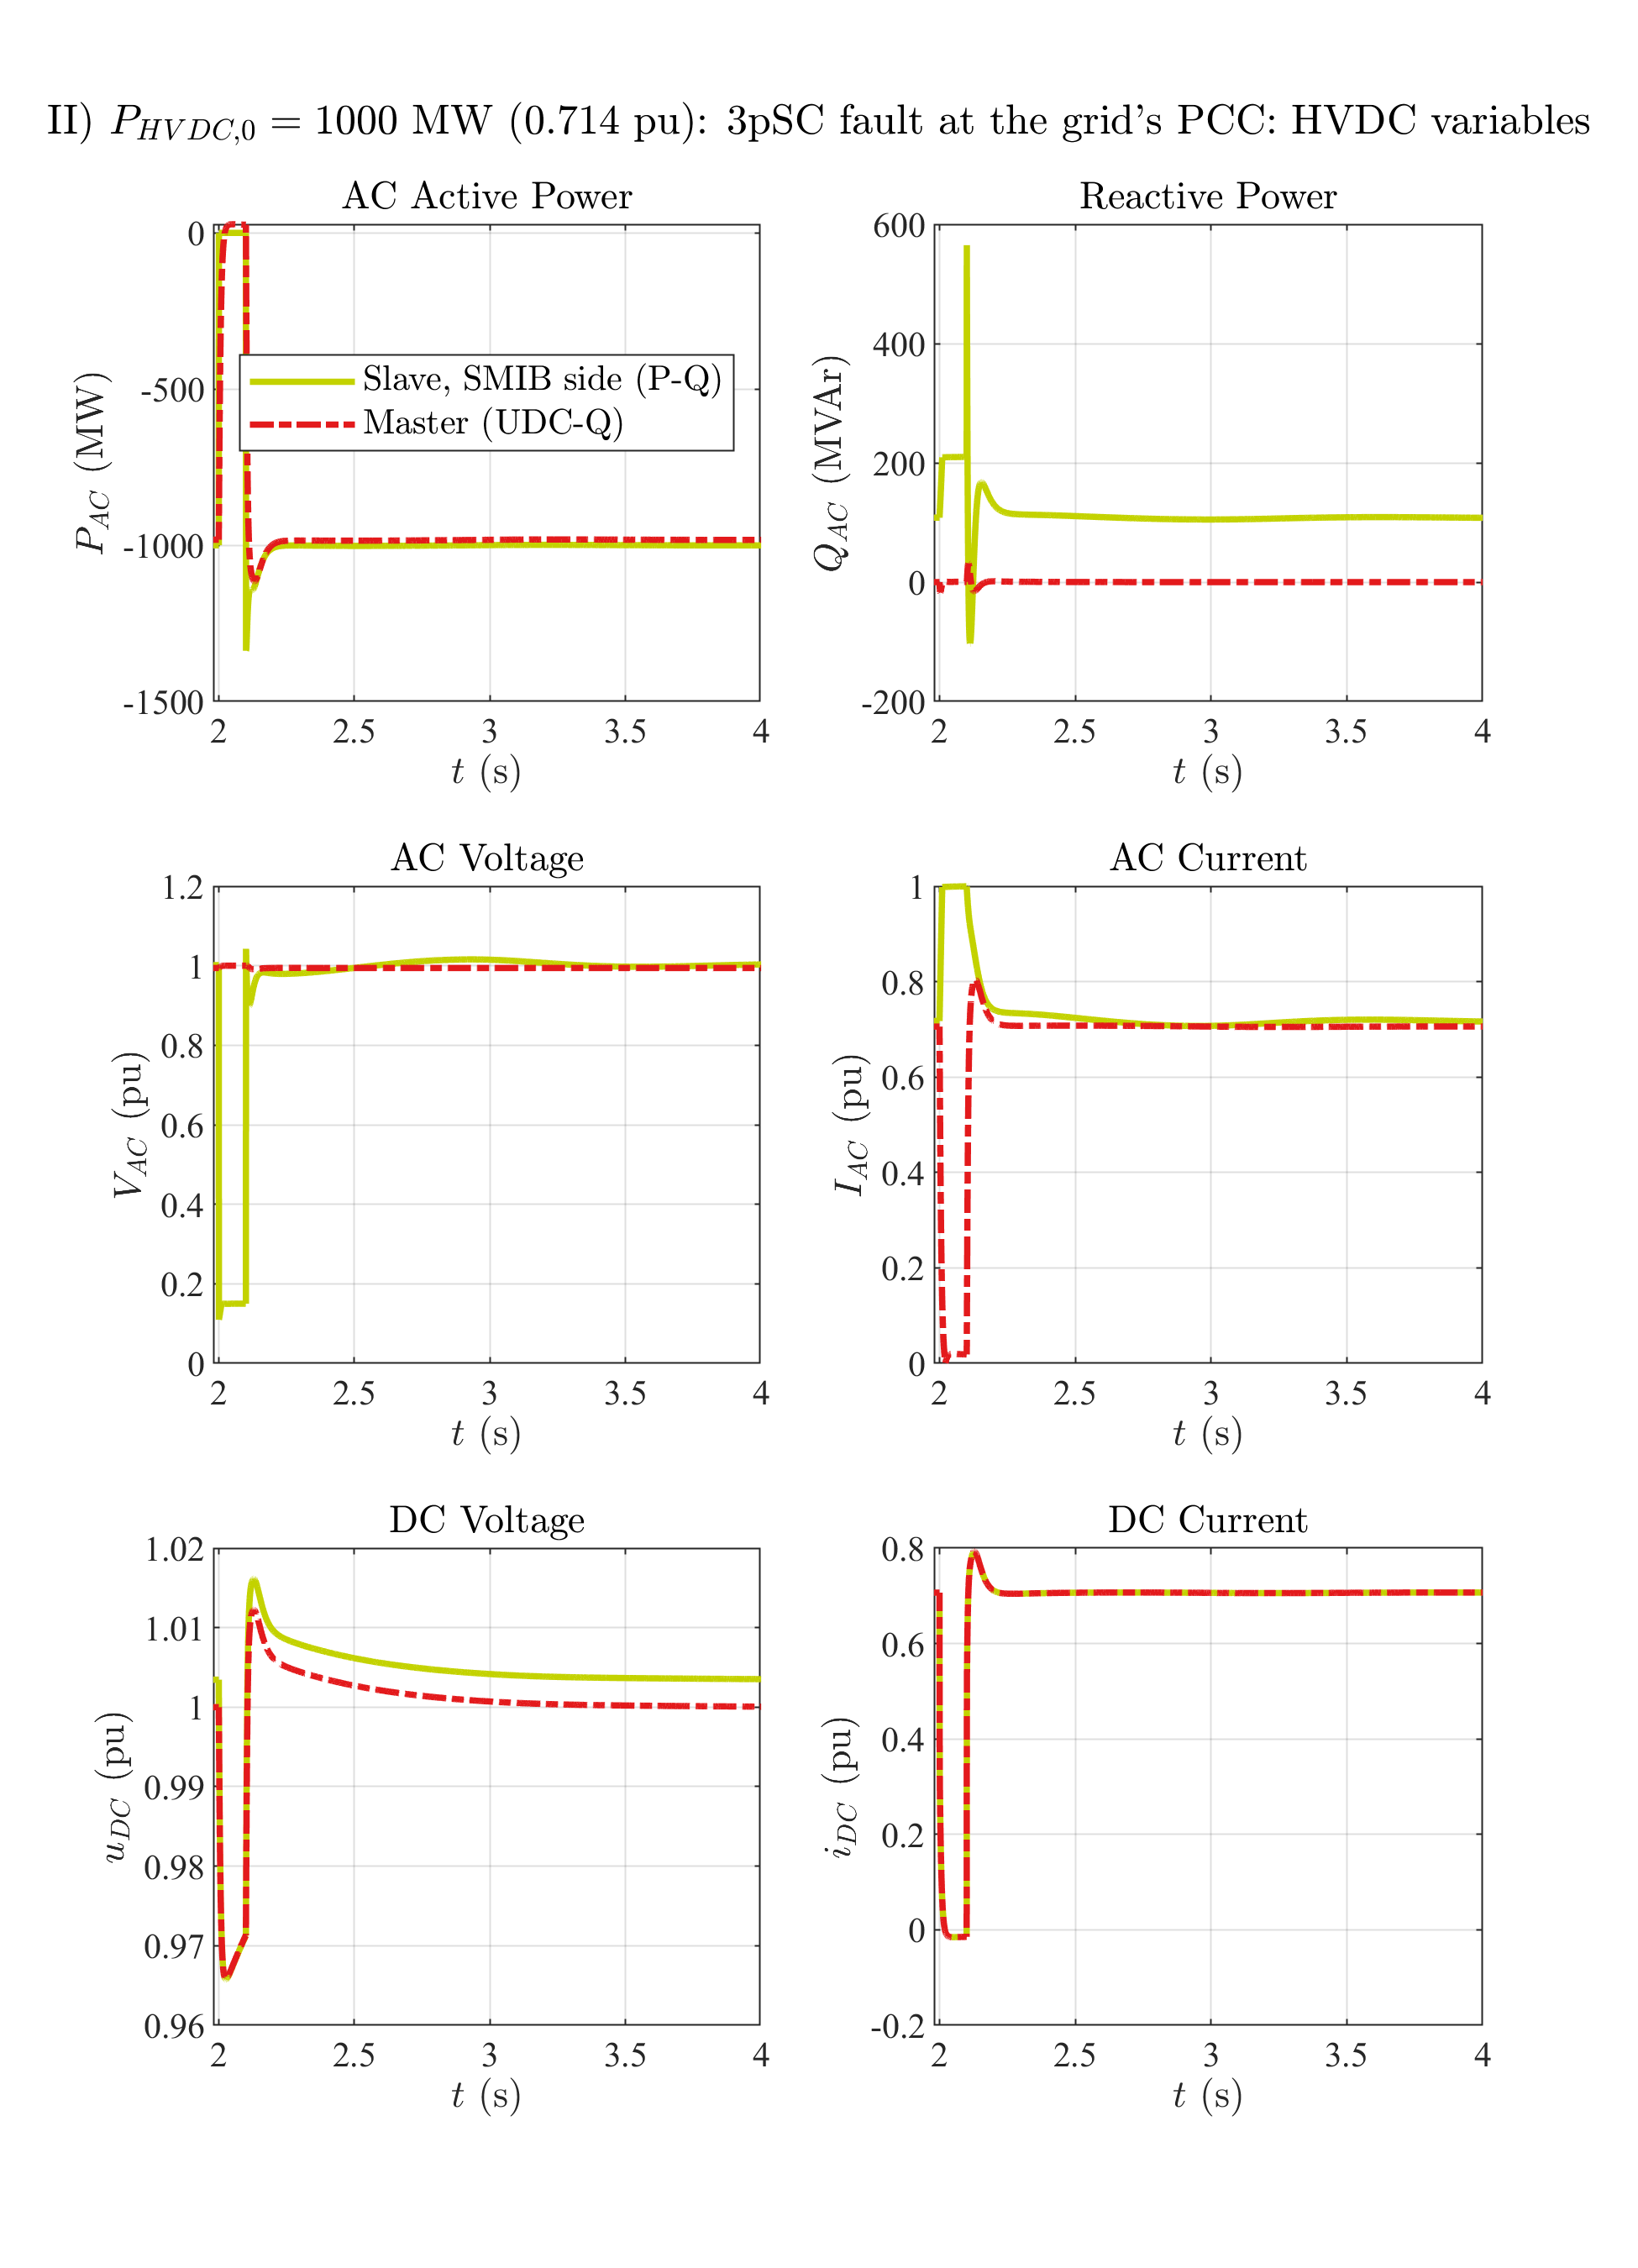 II) P_{HVDC,0} = 1000 MW (0.714 pu): 3pSC fault at the grid's PCC: HVDC variables
AC Active Power
0
-500
-1000
-1500
P_{AC} (MW)
Slave, SMIB side (P-Q)
Master (UDC-Q)
2 2.5 3 3.5 4
t (s)
Reactive Power
600
400
200
0
-200
Q_{AC} (MVAr)
2 2.5 3 3.5 4
t (s)
AC Voltage
1.2
1
0.8
0.6
0.4
0.2
0
V_{AC} (pu)
2 2.5 3 3.5 4
t (s)
AC Current
1
0.8
0.6
0.4
0.2
0
I_{AC} (pu)
2 2.5 3 3.5 4
t (s)
DC Voltage
1.02
1.01
1
0.99
0.98
0.97
0.96
u_{DC} (pu)
2 2.5 3 3.5 4
t (s)
DC Current
0.8
0.6
0.4
0.2
0
-0.2
i_{DC} (pu)
2 2.5 3 3.5 4
t (s)